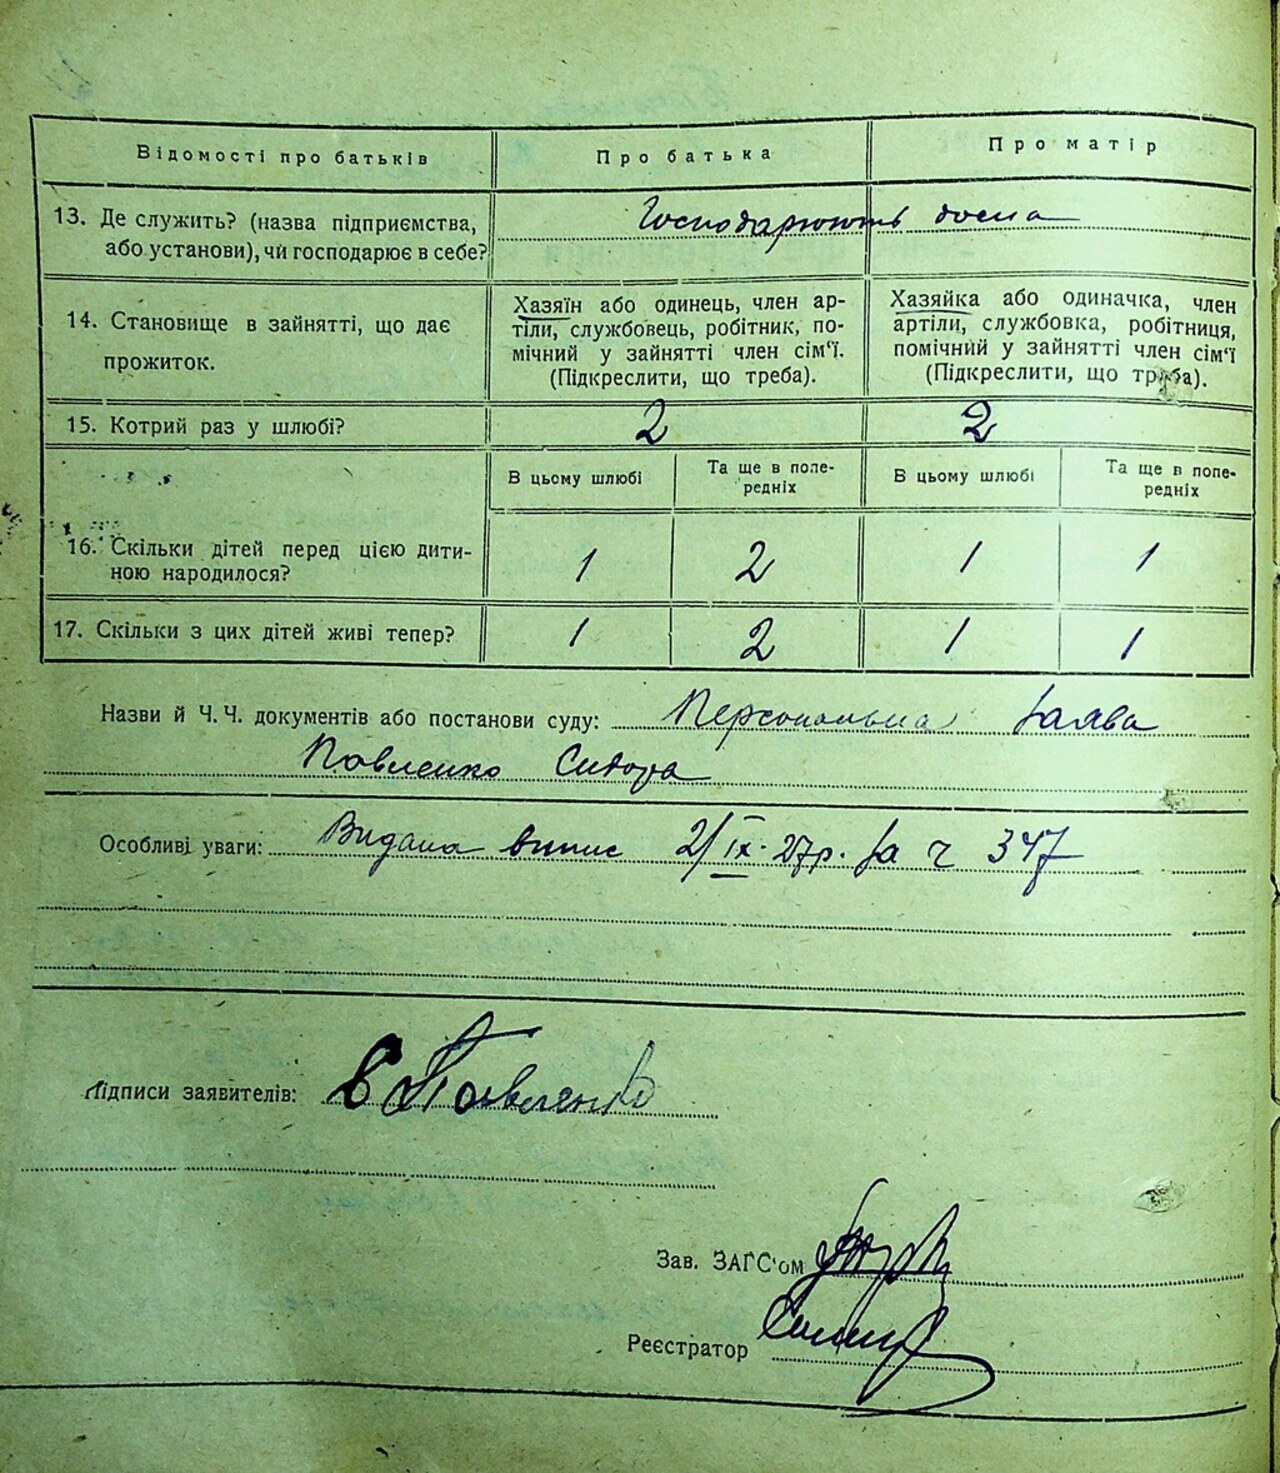 Відомості про батьків Про батька Про матір
13. Де служить? (назва підприємства, або установи), чи господарює в себе? Господарюють дома
14. Становище в зайнятті, що дає прожиток.
Хазяїн або одинець, член ар-
тіли, службовець, робітник, по-
мічний у зайнятті член сім'ї.
(Підкреслити, що треба).
Хазяйка або одиначка, член
артіли, службовка, робітниця,
помічний у зайнятті член сім'ї
(Підкреслити, що треба).
15. Котрий раз у шлюбі? 2 2
В цьому шлюбі Та ще в попе-
редніх В цьому шлюбі Та ще в попе-
редніх
16. Скільки дітей перед цією дити-
ною народилося? 1 2 1 1
17. Скільки з цих дітей живі тепер? 1 2 1 1
Назви й Ч. Ч. документів або постанови суду: Персональна заява
Павленко Сидора
Особливі уваги: Видана випис 2/IX-27р. за ч 347
Підписи заявителів: С Павленко
Зав. ЗАГС'ом
Реєстратор